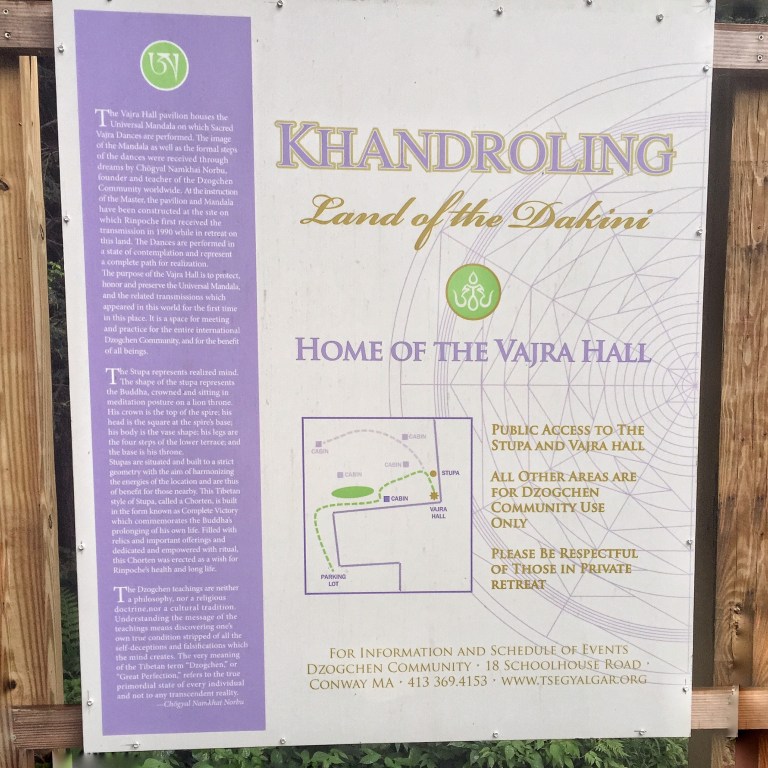 The Vajra Hall pavilion houses the
Universal Mandala on which Sacred
Vajra Dances are performed. The image
of the Mandala as well as the formal steps
of the dances were received through
dreams by Chögyal Namkhai Norbu,
founder and teacher of the Dzogchen
Community worldwide. At the instruction
of the Master, the pavilion and Mandala
have been constructed at the site on
which Rinpoche first received the
transmission in 1990 while in retreat on
this land. The Dances are performed in
a state of contemplation and represent
a complete path for realization.
The purpose of the Vajra Hall is to protect,
honor and preserve the Universal Mandala,
and the related transmissions which
appeared in this world for the first time
in this place. It is a space for meeting
and practice for the entire international
Dzogchen Community, and for the benefit
of all beings.
The Stupa represents realized mind.
The shape of the stupa represents
the Buddha, crowned and sitting in
meditation posture on a lion throne.
His crown is the top of the spire; his
head is the square at the spire's base;
his body is the vase shape; his legs are
the four steps of the lower terrace; and
the base is his throne.
Stupas are situated and built to a strict
geometry with the aim of harmonizing
the energies of the location and are thus
of benefit for those nearby. This Tibetan
style of Stupa, called a Chorten, is built
in the form known as Complete Victory
which commemorates the Buddha's
prolonging of his own life. Filled with
relics and important offerings and
dedicated and empowered with ritual,
this Chorten was erected as a wish for
Rinpoche's health and long life.
The Dzogchen teachings are neither
a philosophy, nor a religious
doctrine,nor a cultural tradition.
Understanding the message of the
teachings means discovering one's
own true condition stripped of all the
self-deceptions and falsifications which
the mind creates. The very meaning
of the Tibetan term "Dzogchen," or
"Great Perfection," refers to the true
primordial state of every individual
and not to any transcendent reality.
—Chögyal Namkhai Norbu
KHANDROLING
Land of the Dakini
HOME OF THE VAJRA HALL
CABIN
CABIN
CABIN
CABIN
STUPA
CABIN
VAJRA
HALL
PARKING
LOT
PUBLIC ACCESS TO THE
STUPA AND VAJRA HALL
ALL OTHER AREAS ARE
FOR DZOGCHEN
COMMUNITY USE
ONLY
PLEASE BE RESPECTFUL
OF THOSE IN PRIVATE
RETREAT
FOR INFORMATION AND SCHEDULE OF EVENTS
DZOGCHEN COMMUNITY · 18 SCHOOLHOUSE ROAD ·
CONWAY MA · 413 369.4153 · WWW.TSEGYALGAR.ORG